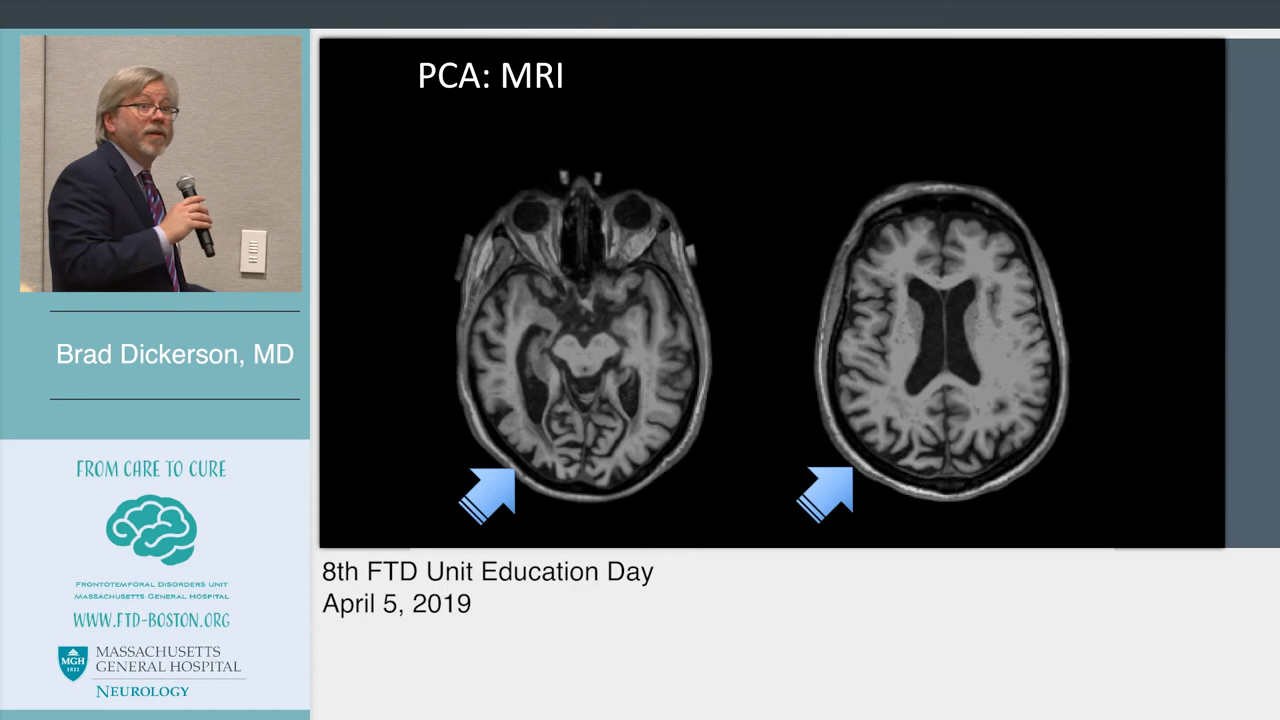 PCA: MRI
Brad Dickerson, MD
FROM CARE TO CURE
FRONTOTEMPORAL DISORDERS UNIT
MASSACHUSETTS GENERAL HOSPITAL
WWW.FTD-BOSTON.ORG
MGH
1811
MASSACHUSETTS
GENERAL HOSPITAL
NEUROLOGY
8th FTD Unit Education Day
April 5, 2019